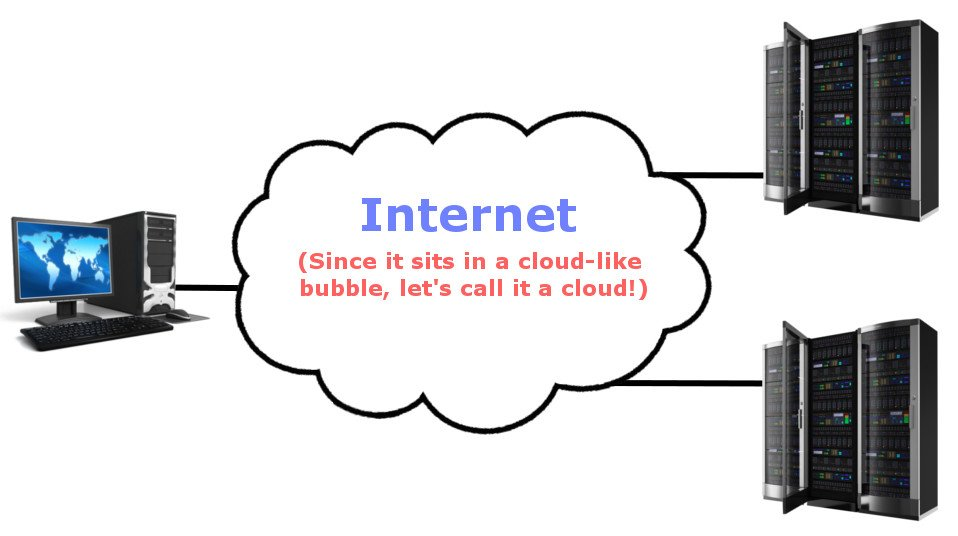 Internet
(Since it sits in a cloud-like
bubble, let's call it a cloud!)